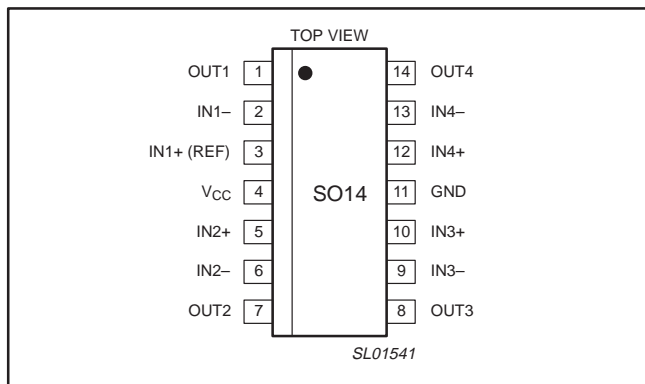 TOP VIEW
OUT1 1 14 OUT4
IN1– 2 13 IN4–
IN1+ (REF) 3 12 IN4+
VCC 4 SO14 11 GND
IN2+ 5 10 IN3+
IN2– 6 9 IN3–
OUT2 7 8 OUT3
SL01541